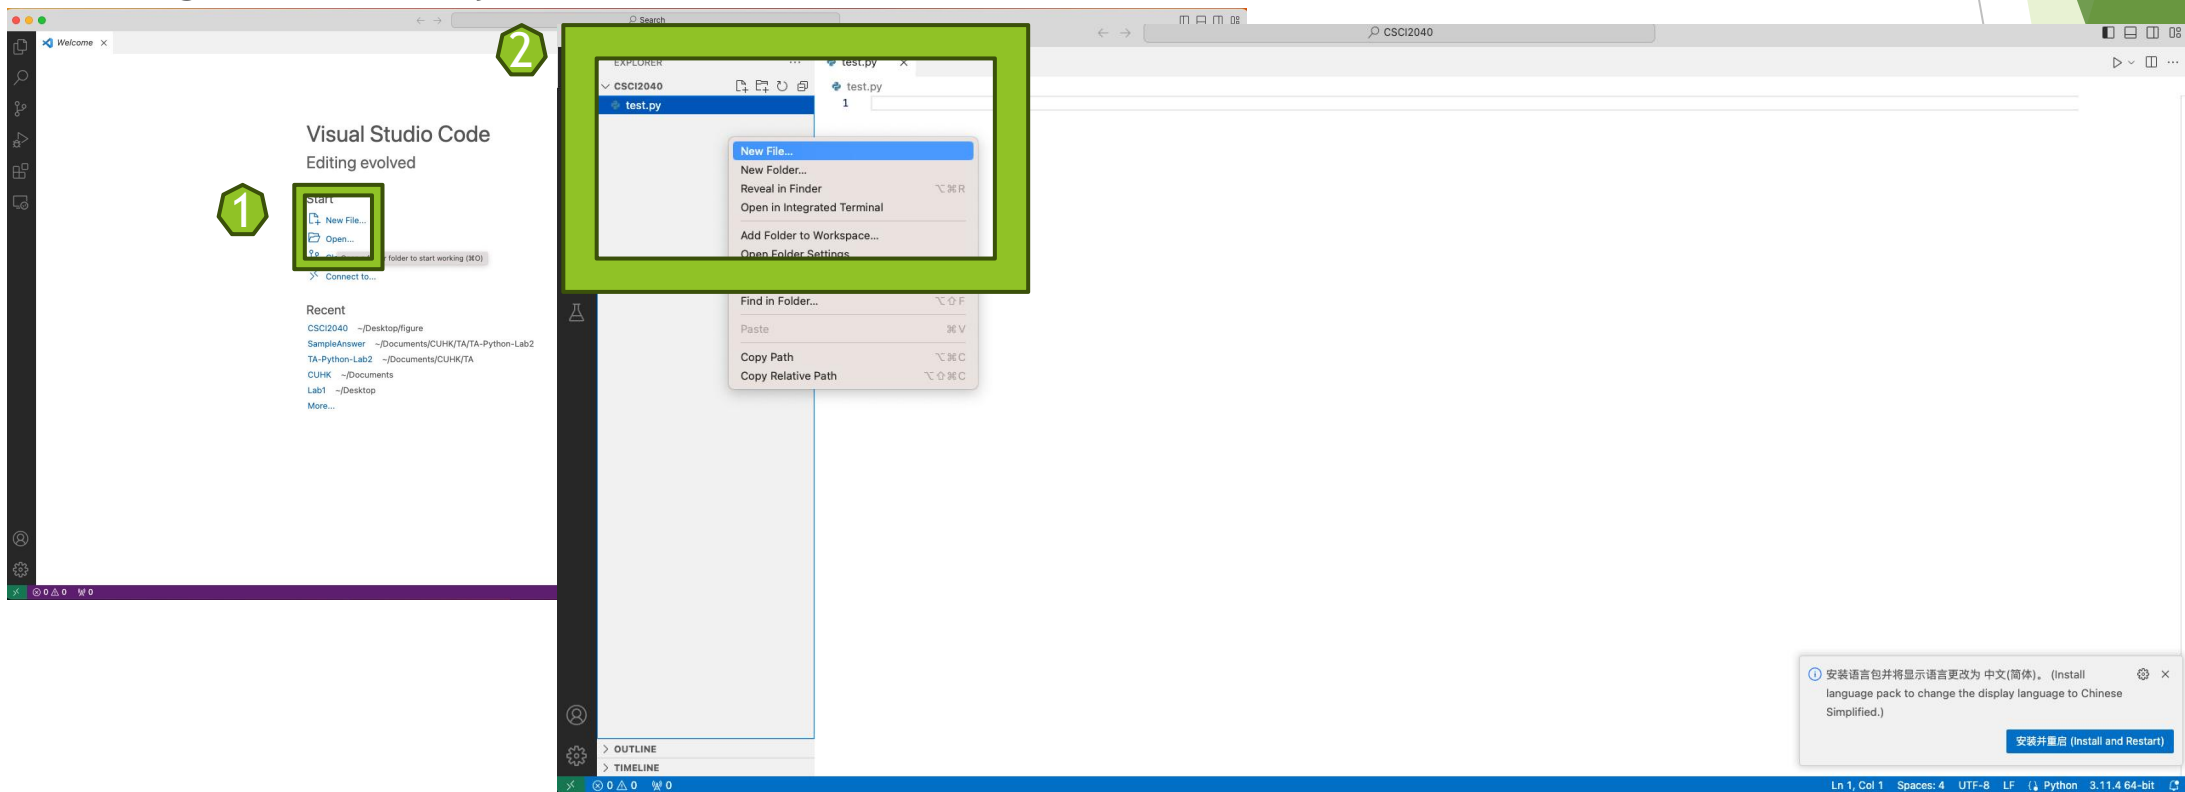 Search
Welcome
Visual Studio Code
Editing evolved
1
Start
New File...
Open...
folder to start working (⌘O)
Connect to...
Recent
CSCI2040 ~/Desktop/figure
SampleAnswer ~/Documents/CUHK/TA/TA-Python-Lab2
TA-Python-Lab2 ~/Documents/CUHK/TA
CUHK ~/Documents
Lab1 ~/Desktop
More...
0 0 0
2
CSCI2040
EXPLORER ... test.py
CSCI2040
test.py
test.py
1
New File...
New Folder...
Reveal in Finder ⌥⌘R
Open in Integrated Terminal
Add Folder to Workspace...
Open Folder Settings
Find in Folder... ⌥⇧F
Paste ⌘V
Copy Path ⌥⌘C
Copy Relative Path ⌥⇧⌘C
OUTLINE
TIMELINE
安装语言包并将显示语言更改为 中文(简体)。 (Install
language pack to change the display language to Chinese
Simplified.)
安装并重启 (Install and Restart)
0 0 0
Ln 1, Col 1 Spaces: 4 UTF-8 LF Python 3.11.4 64-bit